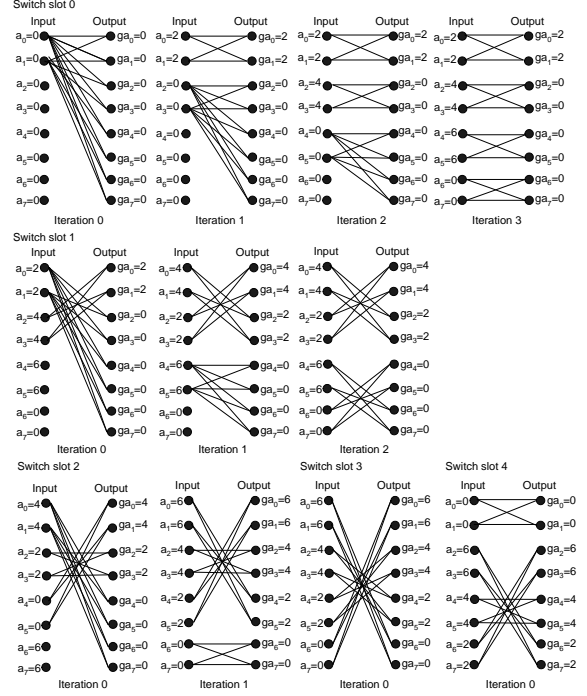 Switch slot 0
Input Output Input Output Input Output Input Output
a₀=0 ga₀=0 a₀=2 ga₀=2 a₀=2 ga₀=2 a₀=2 ga₀=2
a₁=0 ga₁=0 a₁=2 ga₁=2 a₁=2 ga₁=2 a₁=2 ga₁=2
a₂=0 ga₂=0 a₂=0 ga₂=0 a₂=4 ga₂=0 a₂=4 ga₂=0
a₃=0 ga₃=0 a₃=0 ga₃=0 a₃=4 ga₃=0 a₃=4 ga₃=0
a₄=0 ga₄=0 a₄=0 ga₄=0 a₄=0 ga₄=0 a₄=6 ga₄=0
a₅=0 ga₅=0 a₅=0 ga₅=0 a₅=0 ga₅=0 a₅=6 ga₅=0
a₆=0 ga₆=0 a₆=0 ga₆=0 a₆=0 ga₆=0 a₆=0 ga₆=0
a₇=0 ga₇=0 a₇=0 ga₇=0 a₇=0 ga₇=0 a₇=0 ga₇=0
Iteration 0 Iteration 1 Iteration 2 Iteration 3
Switch slot 1
Input Output Input Output Input Output
a₀=2 ga₀=2 a₀=4 ga₀=4 a₀=4 ga₀=4
a₁=2 ga₁=2 a₁=4 ga₁=4 a₁=4 ga₁=4
a₂=4 ga₂=0 a₂=2 ga₂=2 a₂=2 ga₂=2
a₃=4 ga₃=0 a₃=2 ga₃=2 a₃=2 ga₃=2
a₄=6 ga₄=0 a₄=6 ga₄=0 a₄=6 ga₄=0
a₅=6 ga₅=0 a₅=6 ga₅=0 a₅=6 ga₅=0
a₆=0 ga₆=0 a₆=0 ga₆=0 a₆=0 ga₆=0
a₇=0 ga₇=0 a₇=0 ga₇=0 a₇=0 ga₇=0
Iteration 0 Iteration 1 Iteration 2
Switch slot 2 Switch slot 3 Switch slot 4
Input Output Input Output Input Output Input Output
a₀=4 ga₀=4 a₀=6 ga₀=6 a₀=6 ga₀=6 a₀=0 ga₀=0
a₁=4 ga₁=4 a₁=6 ga₁=6 a₁=6 ga₁=6 a₁=0 ga₁=0
a₂=2 ga₂=2 a₂=4 ga₂=4 a₂=4 ga₂=4 a₂=6 ga₂=6
a₃=2 ga₃=2 a₃=4 ga₃=4 a₃=4 ga₃=4 a₃=6 ga₃=6
a₄=0 ga₄=0 a₄=2 ga₄=2 a₄=2 ga₄=2 a₄=4 ga₄=4
a₅=0 ga₅=0 a₅=2 ga₅=2 a₅=2 ga₅=2 a₅=4 ga₅=4
a₆=6 ga₆=0 a₆=0 ga₆=0 a₆=0 ga₆=0 a₆=2 ga₆=2
a₇=6 ga₇=0 a₇=0 ga₇=0 a₇=0 ga₇=0 a₇=2 ga₇=2
Iteration 0 Iteration 1 Iteration 0 Iteration 0